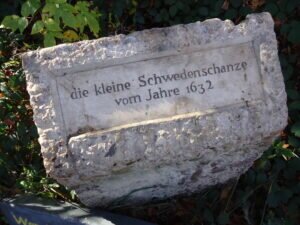 die kleine Schwedenschanze
vom Jahre 1632